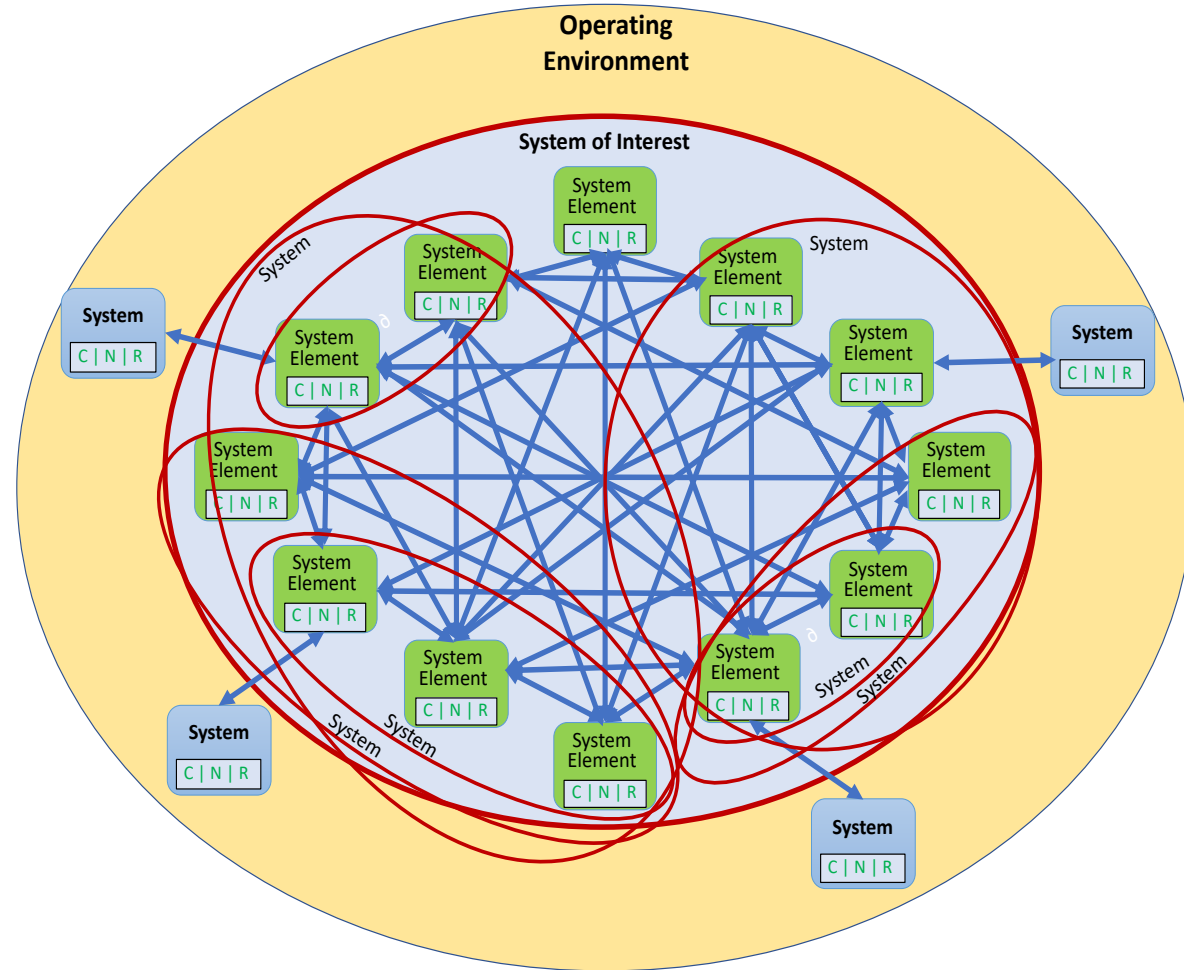 Operating
Environment
System of Interest
System
Element
C | N | R
System
Element
C | N | R
System
Element
C | N | R
System
System
System
C | N | R
System
Element
C | N | R
∂
System
Element
C | N | R
System
C | N | R
System
Element
C | N | R
System
Element
C | N | R
System
Element
C | N | R
System
Element
C | N | R
System
Element
C | N | R
System
Element
C | N | R
∂
System
System
System
System
System
Element
C | N | R
System
C | N | R
System
C | N | R